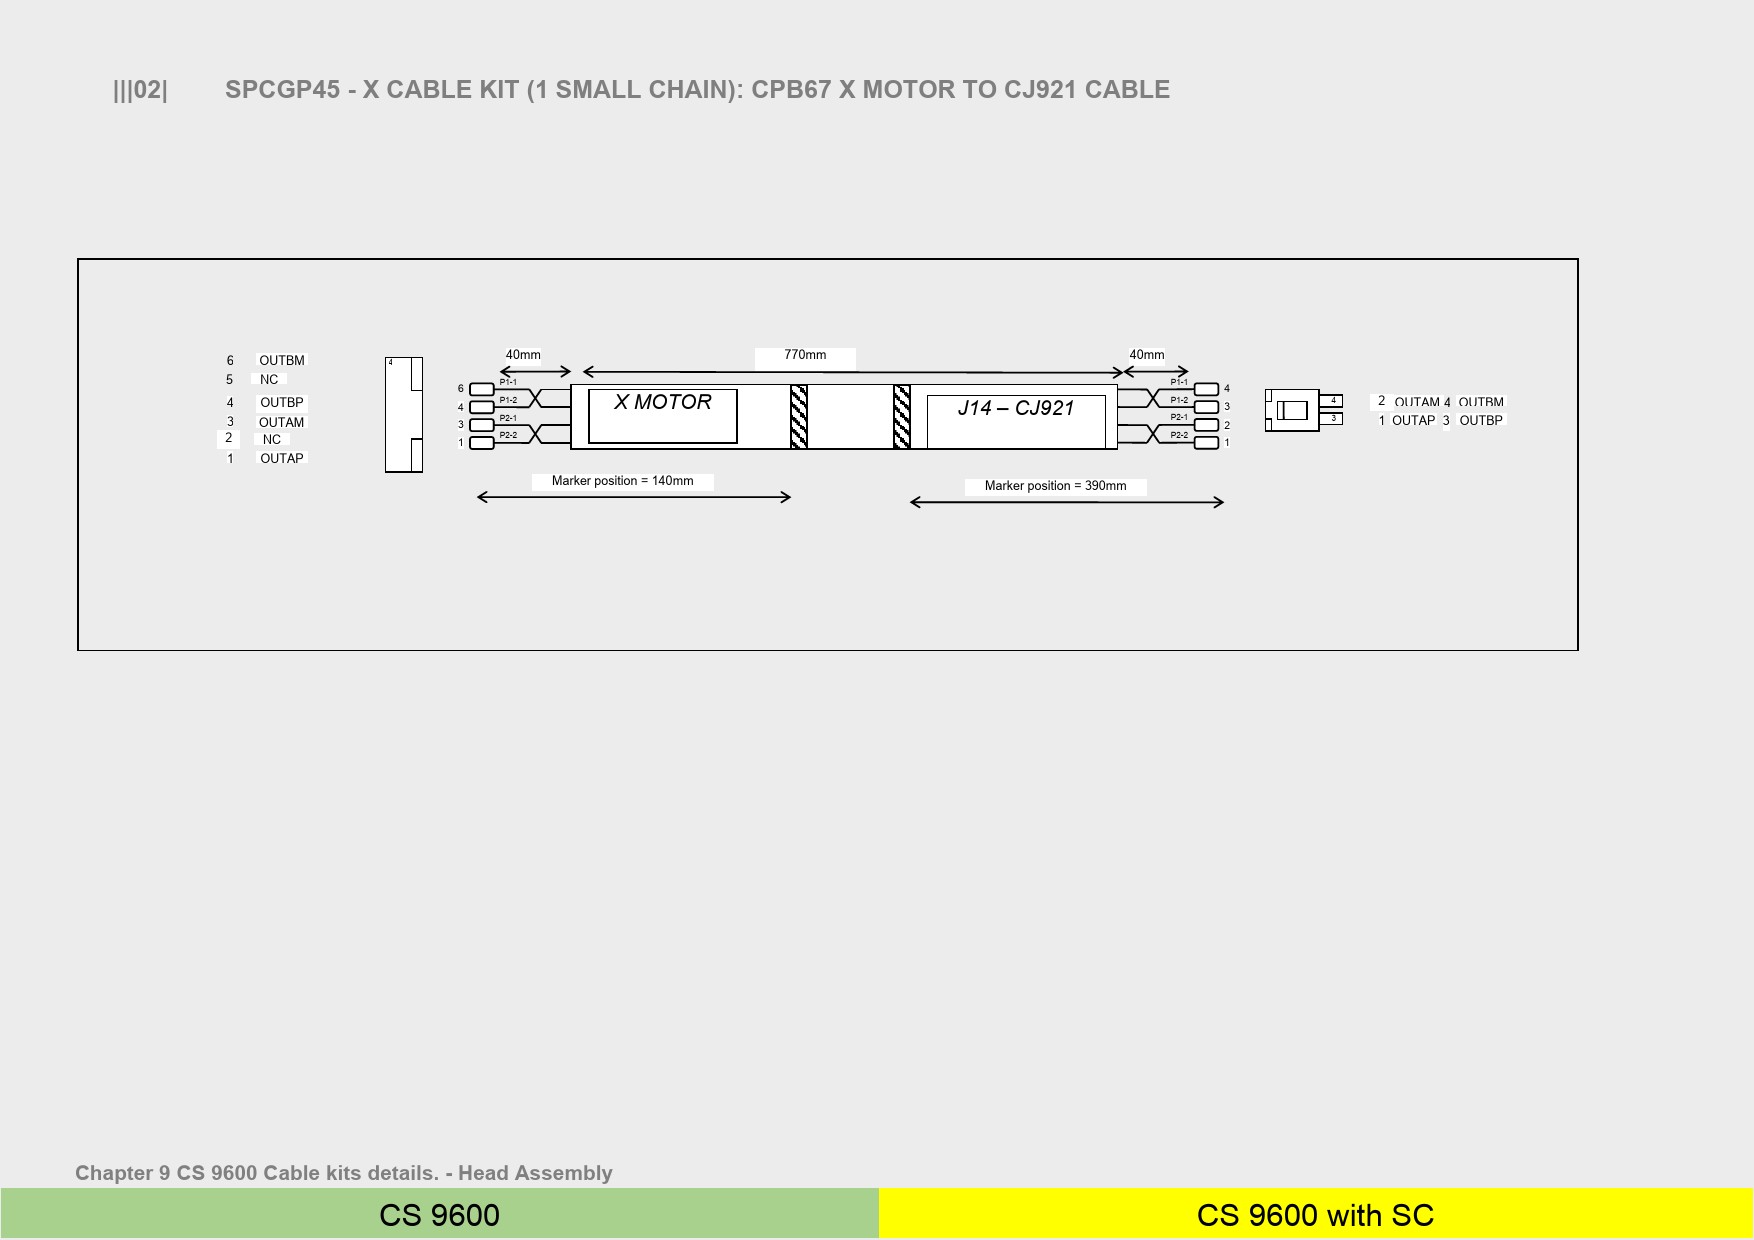 |||02| SPCGP45 - X CABLE KIT (1 SMALL CHAIN): CPB67 X MOTOR TO CJ921 CABLE
6 OUTBM
5 NC
4 OUTBP
3 OUTAM
2 NC
1 OUTAP
4
40mm
770mm
40mm
6 P1-1
4 P1-2
3 P2-1
1 P2-2
X MOTOR
J14 – CJ921
P1-1 4
P1-2 3
P2-1 2
P2-2 1
4
3
2 OUTAM 4 OUTBM
1 OUTAP 3 OUTBP
Marker position = 140mm
Marker position = 390mm
Chapter 9 CS 9600 Cable kits details. - Head Assembly
CS 9600
CS 9600 with SC